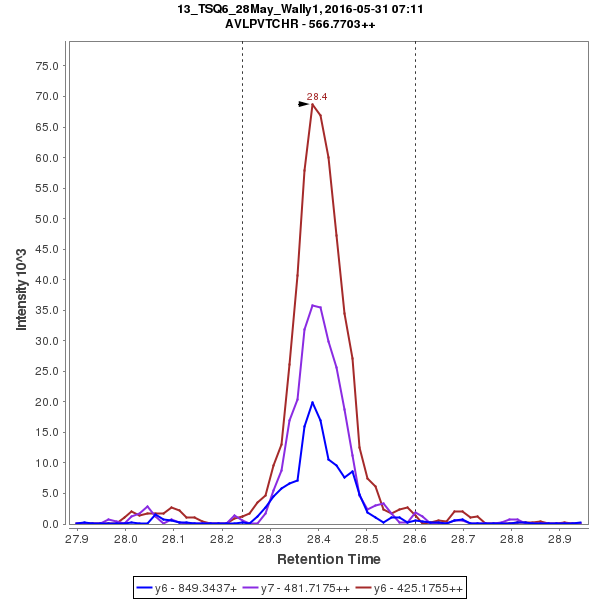 13_TSQ6_28May_Wally1, 2016-05-31 07:11
AVLPVTCHR - 566.7703++
75.0
70.0
65.0
60.0
55.0
50.0
45.0
40.0
35.0
30.0
25.0
20.0
15.0
10.0
5.0
0.0
Intensity 10^3
28.4
27.9 28.0 28.1 28.2 28.3 28.4 28.5 28.6 28.7 28.8 28.9
Retention Time
y6 - 849.3437+ y7 - 481.7175++ y6 - 425.1755++